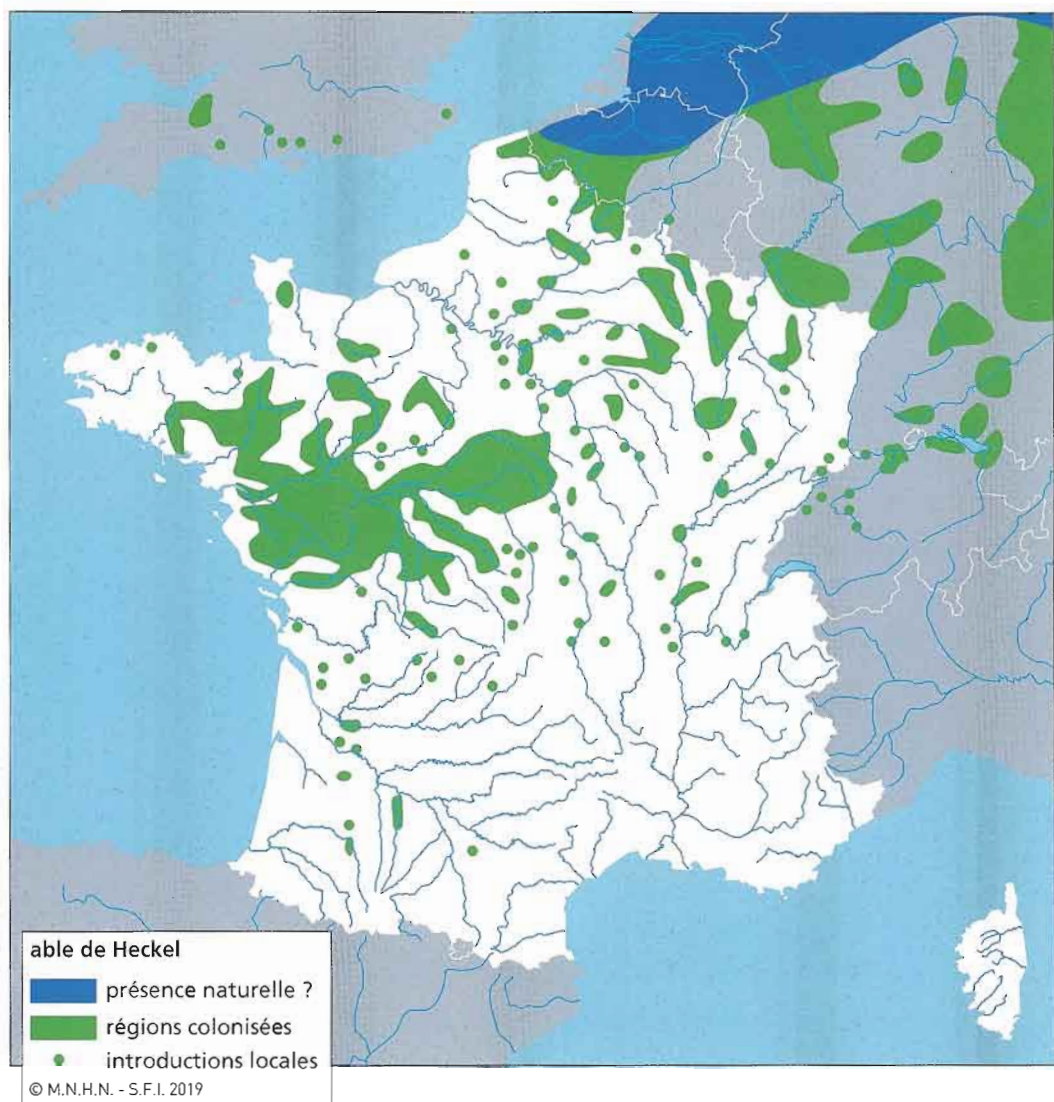 able de Heckel
présence naturelle ?
régions colonisées
introductions locales
© M.N.H.N. - S.F.I. 2019